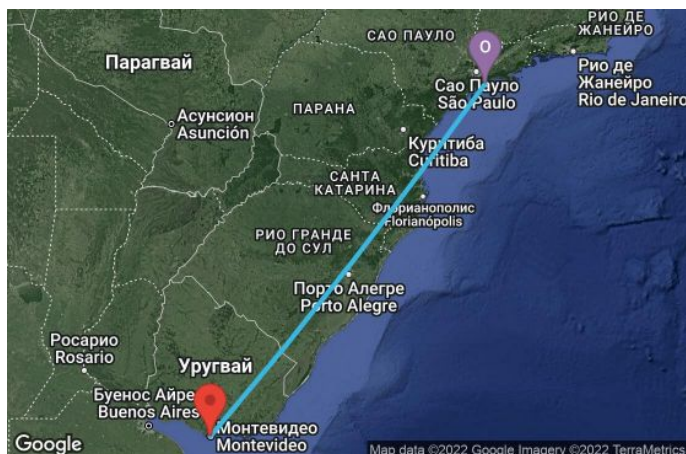 РИО ДЕ
ЖАНЕЙРО
САО ПАУЛО
O
Парагвай
Сао Пауло
São Paulo
Рио де
Жанейро
Rio de Janeiro
ПАРАНА
Асунсион
Asunción
Куритиба
Curitiba
САНТА
КАТАРИНА
Флорианополис
Florianópolis
РИО ГРАНДЕ
ДО СУЛ
Порто Алегре
Porto Alegre
Росарио
Rosario
Уругвай
Буенос Айре
Buenos Aires
Монтевидео
Montevideo
Google
Map data ©2022 Google Imagery ©2022 TerraMetrics